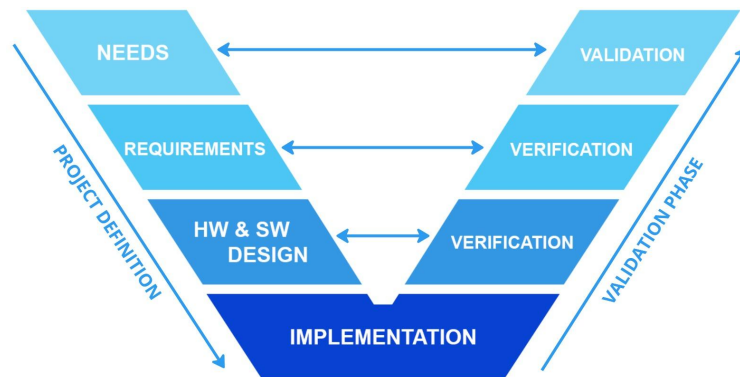 NEEDS
VALIDATION
REQUIREMENTS
VERIFICATION
HW & SW
DESIGN
VERIFICATION
IMPLEMENTATION
PROJECT DEFINITION
VALIDATION PHASE